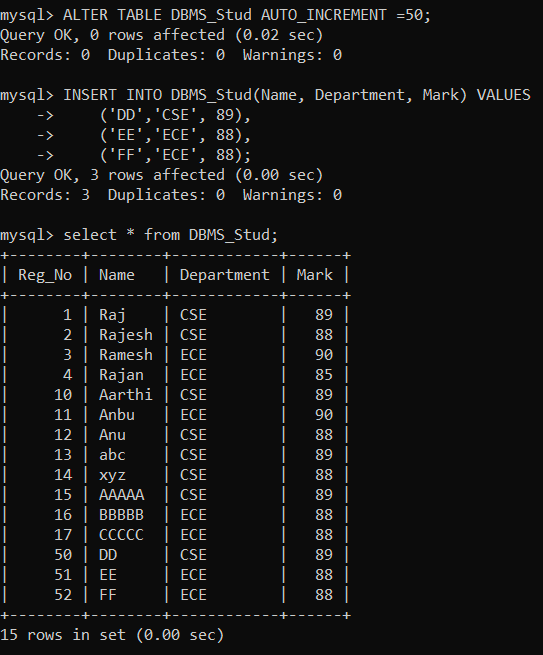 mysql> ALTER TABLE DBMS_Stud AUTO_INCREMENT =50;
Query OK, 0 rows affected (0.02 sec)
Records: 0  Duplicates: 0  Warnings: 0

mysql> INSERT INTO DBMS_Stud(Name, Department, Mark) VALUES
    ->     ('DD','CSE', 89),
    ->     ('EE','ECE', 88),
    ->     ('FF','ECE', 88);
Query OK, 3 rows affected (0.00 sec)
Records: 3  Duplicates: 0  Warnings: 0

mysql> select * from DBMS_Stud;
+--------+--------+------------+------+
| Reg_No | Name   | Department | Mark |
+--------+--------+------------+------+
|      1 | Raj    | CSE        |   89 |
|      2 | Rajesh | CSE        |   88 |
|      3 | Ramesh | ECE        |   90 |
|      4 | Rajan  | ECE        |   85 |
|     10 | Aarthi | CSE        |   89 |
|     11 | Anbu   | ECE        |   90 |
|     12 | Anu    | CSE        |   88 |
|     13 | abc    | CSE        |   89 |
|     14 | xyz    | CSE        |   88 |
|     15 | AAAAA  | CSE        |   89 |
|     16 | BBBBB  | ECE        |   88 |
|     17 | CCCCC  | ECE        |   88 |
|     50 | DD     | CSE        |   89 |
|     51 | EE     | ECE        |   88 |
|     52 | FF     | ECE        |   88 |
+--------+--------+------------+------+
15 rows in set (0.00 sec)